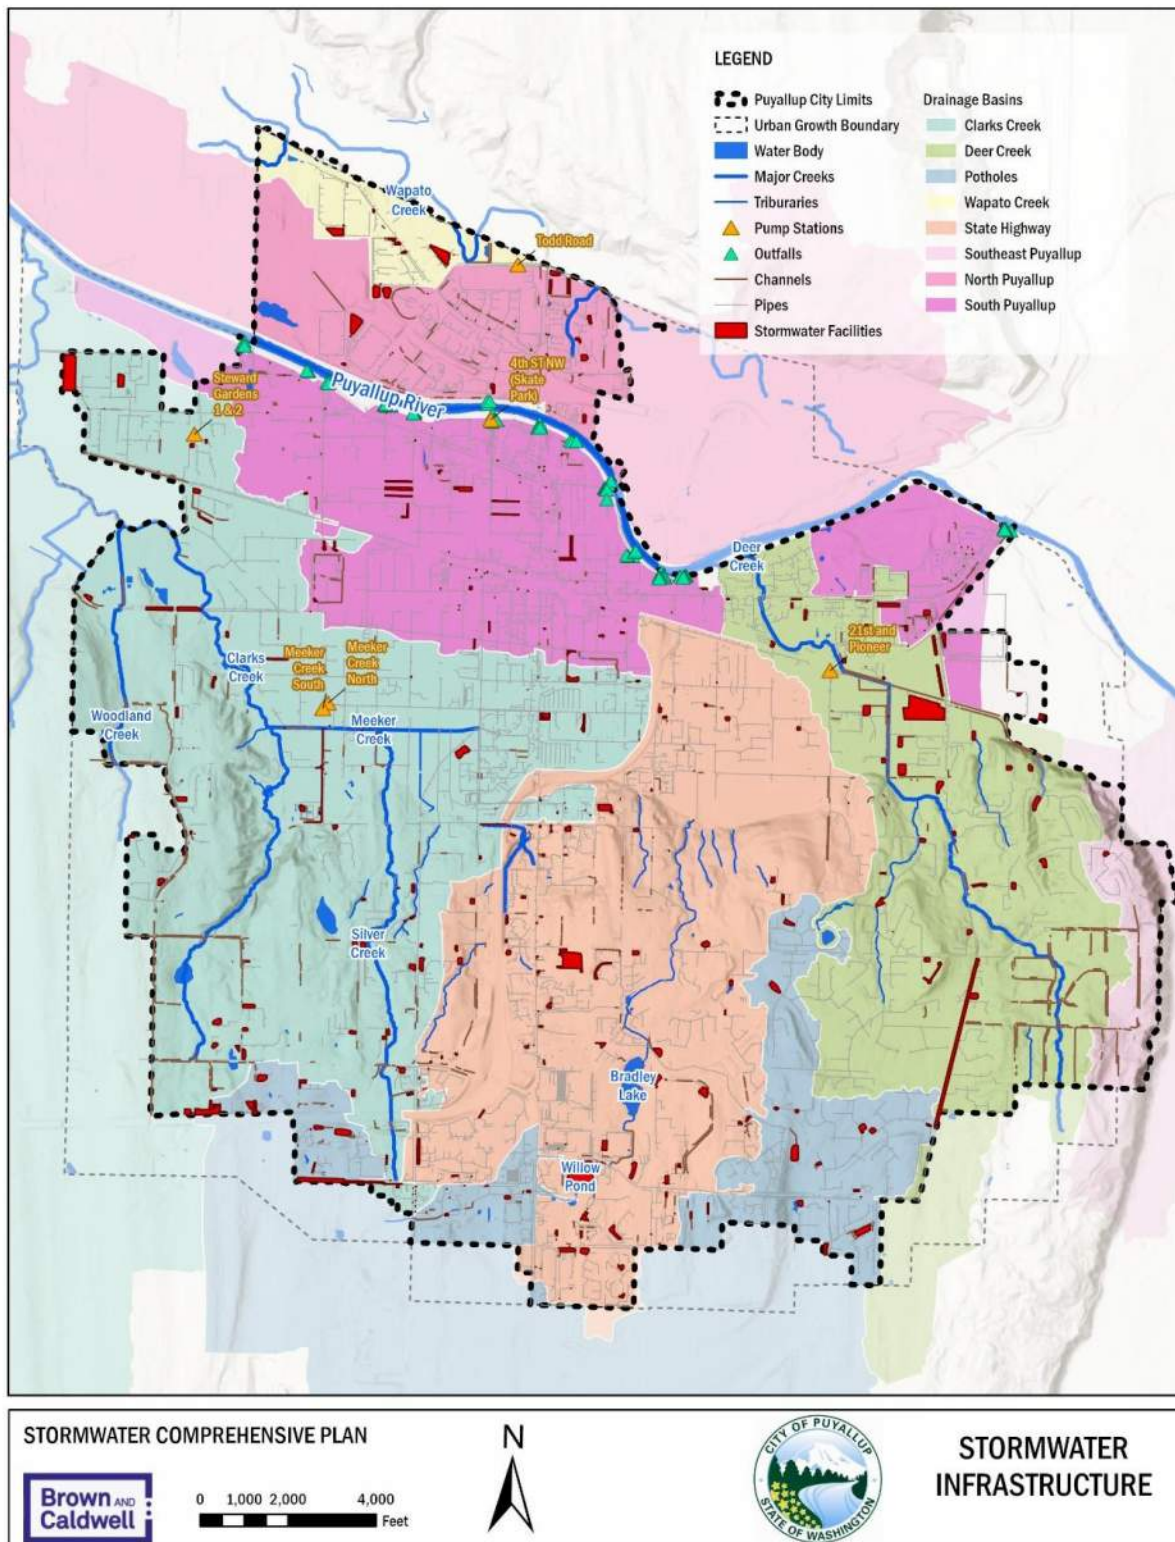 LEGEND
Puyallup City Limits
Urban Growth Boundary
Water Body
Major Creeks
Triburaries
Pump Stations
Outfalls
Channels
Pipes
Stormwater Facilities
Drainage Basins
Clarks Creek
Deer Creek
Potholes
Wapato Creek
State Highway
Southeast Puyallup
North Puyallup
South Puyallup
Wapato
Creek
Todd Road
Steward
Gardens
1 & 2
Puyallup River
4th ST NW
(Skate
Park)
Deer
Creek
21st and
Pioneer
Clarks
Creek
Meeker
Creek
South
Meeker
Creek
North
Woodland
Creek
Meeker
Creek
Silver
Creek
Bradley
Lake
Willow
Pond
STORMWATER COMPREHENSIVE PLAN
Brown AND
Caldwell
0 1,000 2,000 4,000
Feet
N
CITY OF PUYALLUP
STATE OF WASHINGTON
STORMWATER
INFRASTRUCTURE